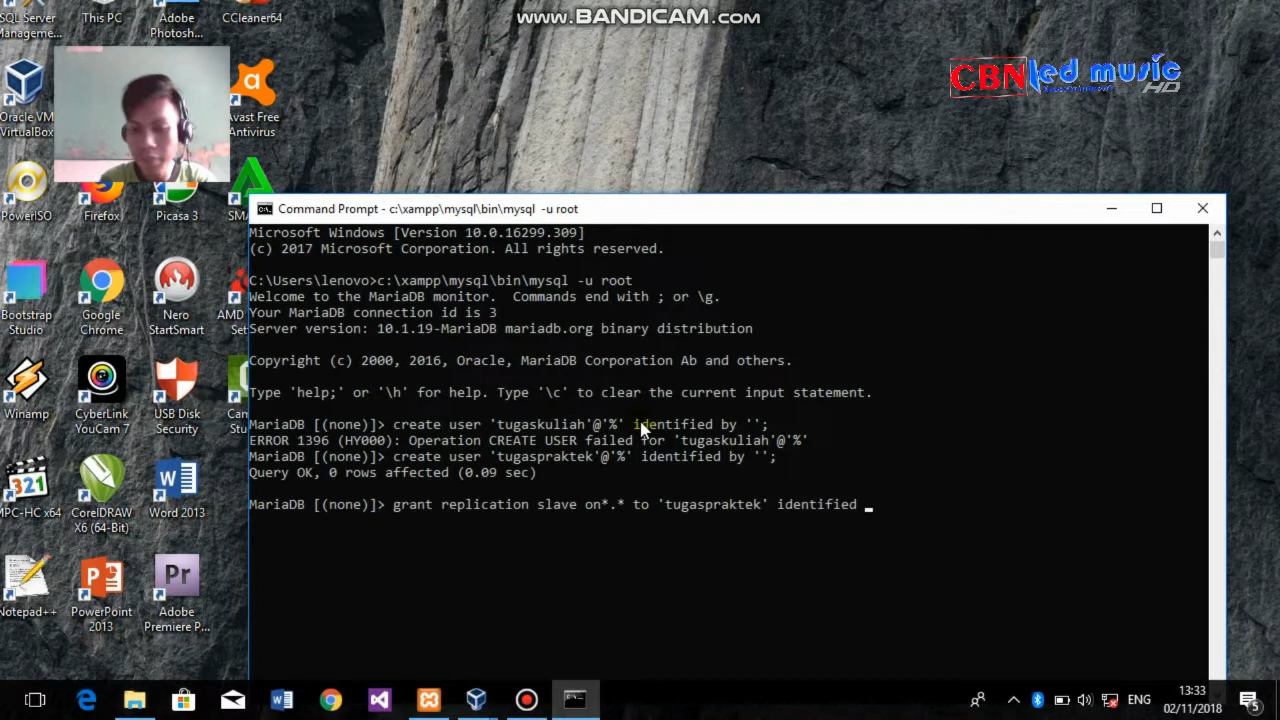 WWW.BANDICAM.COM
SQL Server
Manageme...
This PC
Adobe
Photosh...
CCleaner64
CBN led music
HD
Oracle VM
VirtualBox
Avast Free
Antivirus
PowerISO
Firefox
Picasa 3
Bootstrap
Studio
Google
Chrome
Nero
StartSmart
AMD
Winamp
CyberLink
YouCam 7
USB Disk
Security
MPC-HC x64
CorelDRAW
X6 (64-Bit)
Word 2013
Notepad++
PowerPoint
2013
Adobe
Premiere P...
Command Prompt - c:\xampp\mysql\bin\mysql -u root
Microsoft Windows [Version 10.0.16299.309]
(c) 2017 Microsoft Corporation. All rights reserved.
C:\Users\lenovo>c:\xampp\mysql\bin\mysql -u root
Welcome to the MariaDB monitor.  Commands end with ; or \g.
Your MariaDB connection id is 3
Server version: 10.1.19-MariaDB mariadb.org binary distribution
Copyright (c) 2000, 2016, Oracle, MariaDB Corporation Ab and others.
Type 'help;' or '\h' for help. Type '\c' to clear the current input statement.
MariaDB [(none)]> create user 'tugaskuliah'@'%' identified by '';
ERROR 1396 (HY000): Operation CREATE USER failed for 'tugaskuliah'@'%'
MariaDB [(none)]> create user 'tugaspraktek'@'%' identified by '';
Query OK, 0 rows affected (0.09 sec)
MariaDB [(none)]> grant replication slave on*.* to 'tugaspraktek' identified _
ENG
13:33
02/11/2018
5